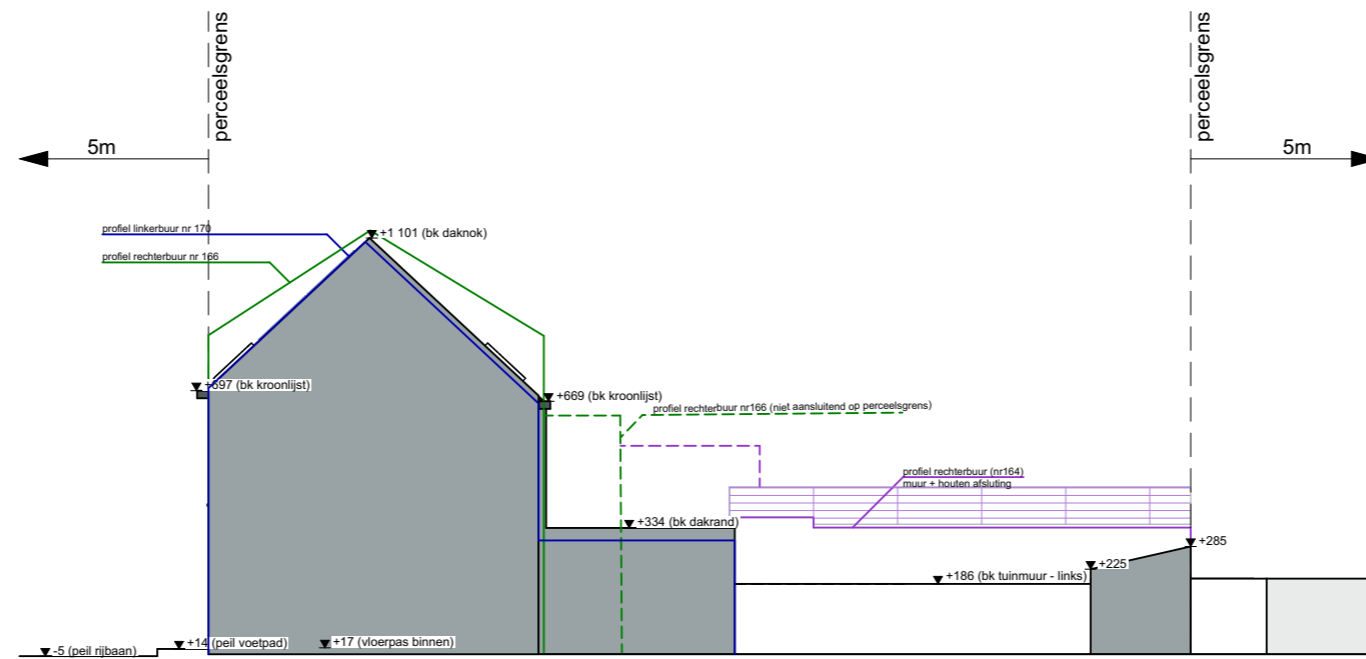 perceelsgrens
perceelsgrens
5m
5m
profiel linkerbuur nr 170
+1 101 (bk daknok)
profiel rechterbuur nr 166
+697 (bk kroonlijst)
+669 (bk kroonlijst)
profiel rechterbuur nr166 (niet aansluitend op perceelsgrens)
profiel rechterbuur (nr164)
muur + houten afsluting
+334 (bk dakrand)
+285
+225
+186 (bk tuinmuur - links)
+14 (peil voetpad)
+17 (vloerpas binnen)
-5 (peil rijbaan)